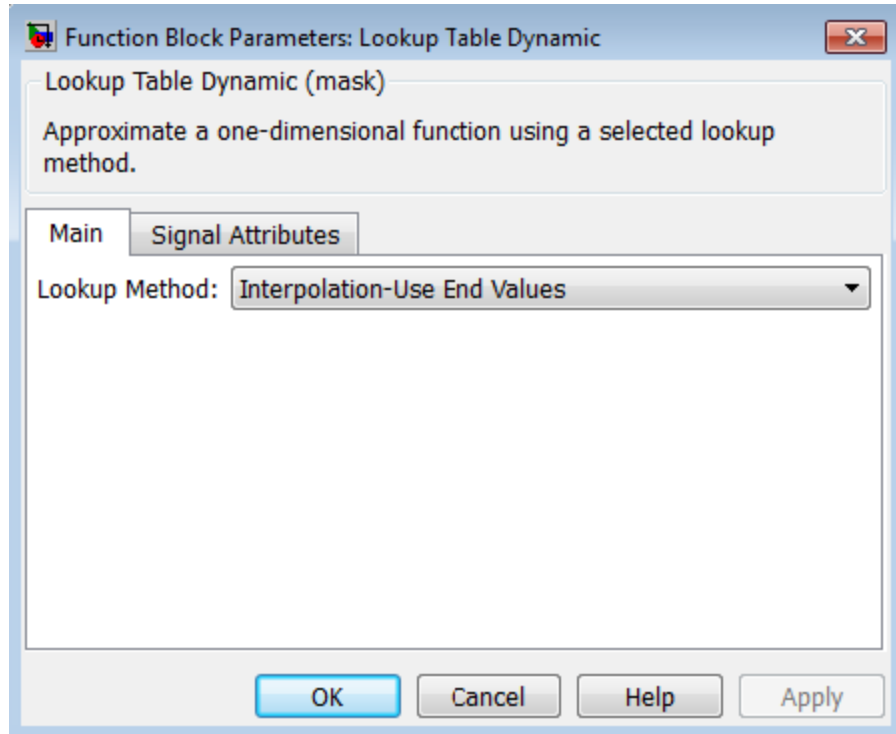 Function Block Parameters: Lookup Table Dynamic
Lookup Table Dynamic (mask)
Approximate a one-dimensional function using a selected lookup
method.
Main Signal Attributes
Lookup Method: Interpolation-Use End Values
OK Cancel Help Apply